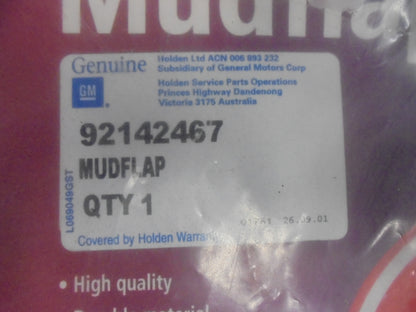 Mudflap
Genuine
GM
Holden Ltd ACN 006 893 232
Subsidiary of General Motors Corp
Holden Service Parts Operations
Princes Highway Dandenong
Victoria 3175 Australia
92142467
MUDFLAP
QTY 1
L069049GST
26.09.01
Covered by Holden Warranty
• High quality